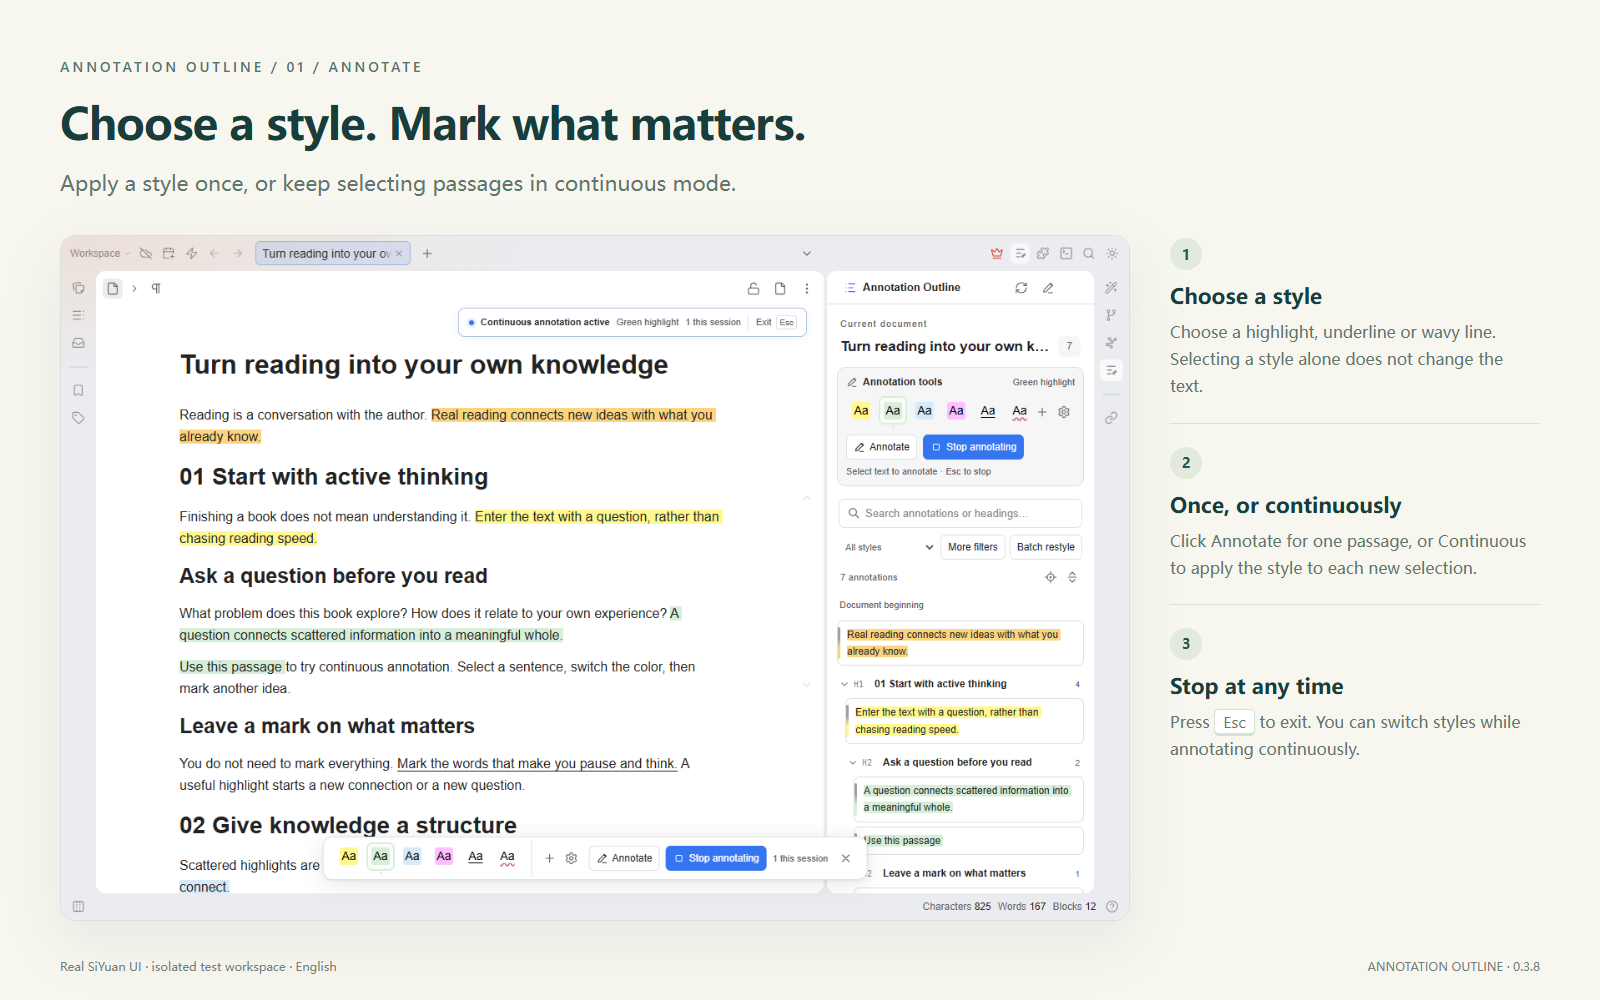 ANNOTATION OUTLINE / 01 / ANNOTATE
Choose a style. Mark what matters.
Apply a style once, or keep selecting passages in continuous mode.
Workspace
Turn reading into your ov
Continuous annotation active Green highlight 1 this session Exit Esc
Turn reading into your own knowledge
Reading is a conversation with the author. Real reading connects new ideas with what you
already know.
01 Start with active thinking
Finishing a book does not mean understanding it. Enter the text with a question, rather than
chasing reading speed.
Ask a question before you read
What problem does this book explore? How does it relate to your own experience? A
question connects scattered information into a meaningful whole.
Use this passage to try continuous annotation. Select a sentence, switch the color, then
mark another idea.
Leave a mark on what matters
You do not need to mark everything. Mark the words that make you pause and think. A
useful highlight starts a new connection or a new question.
02 Give knowledge a structure
Scattered highlights are
connect.
Aa Aa Aa Aa Aa Aa Annotate Stop annotating 1 this session
Annotation Outline
Current document
Turn reading into your own k... 7
Annotation tools Green highlight
Aa Aa Aa Aa Aa Aa
Annotate Stop annotating
Select text to annotate · Esc to stop
Search annotations or headings...
All styles More filters Batch restyle
7 annotations
Document beginning
Real reading connects new ideas with what you
already know.
H1 01 Start with active thinking 4
Enter the text with a question, rather than
chasing reading speed.
H2 Ask a question before you read 2
A question connects scattered information into
a meaningful whole.
Use this passage
2 Leave a mark on what matters 1
Characters 825 Words 167 Blocks 12
1
Choose a style
Choose a highlight, underline or wavy line.
Selecting a style alone does not change the
text.
2
Once, or continuously
Click Annotate for one passage, or Continuous
to apply the style to each new selection.
3
Stop at any time
Press Esc to exit. You can switch styles while
annotating continuously.
Real SiYuan UI · isolated test workspace · English
ANNOTATION OUTLINE · 0.3.8